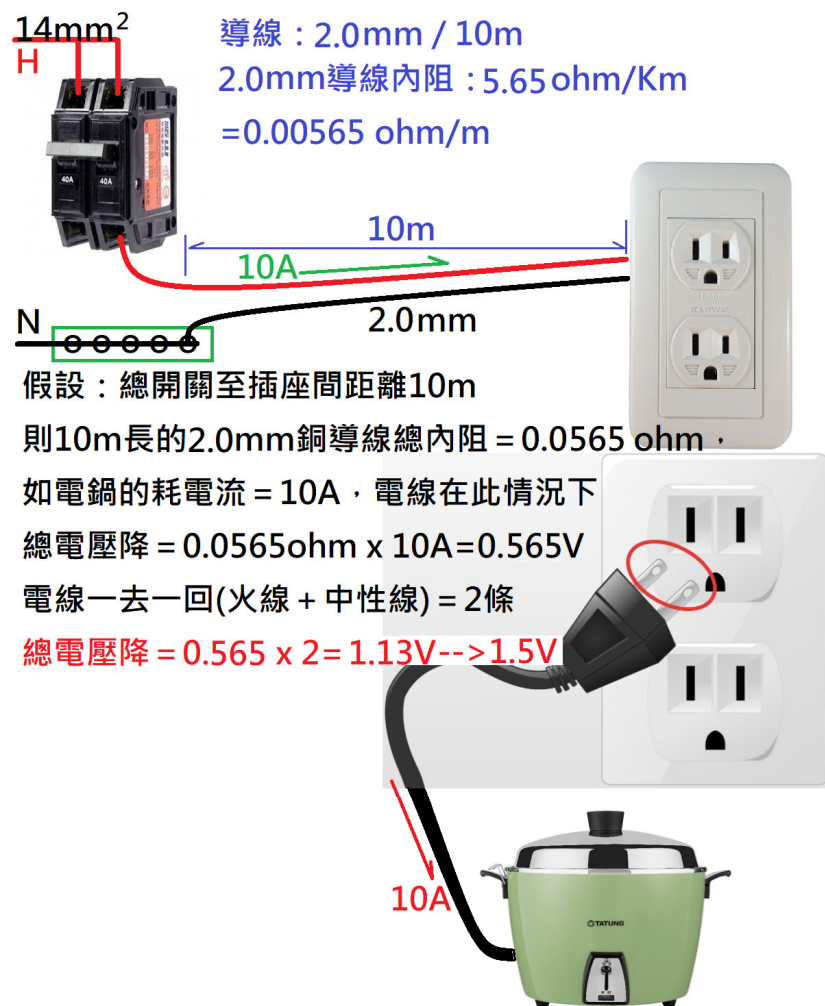 14mm²
H
導線：2.0mm / 10m
2.0mm導線內阻：5.65 ohm/Km
=0.00565 ohm/m
40A 40A
10m
10A
N
2.0mm
假設：總開關至插座間距離10m
則10m長的2.0mm銅導線總內阻 = 0.0565 ohm，
如電鍋的耗電流 = 10A，電線在此情況下
總電壓降 = 0.0565ohm x 10A=0.565V
電線一去一回(火線 + 中性線) = 2條
總電壓降 = 0.565 x 2= 1.13V-->1.5V
10A
TATUNG